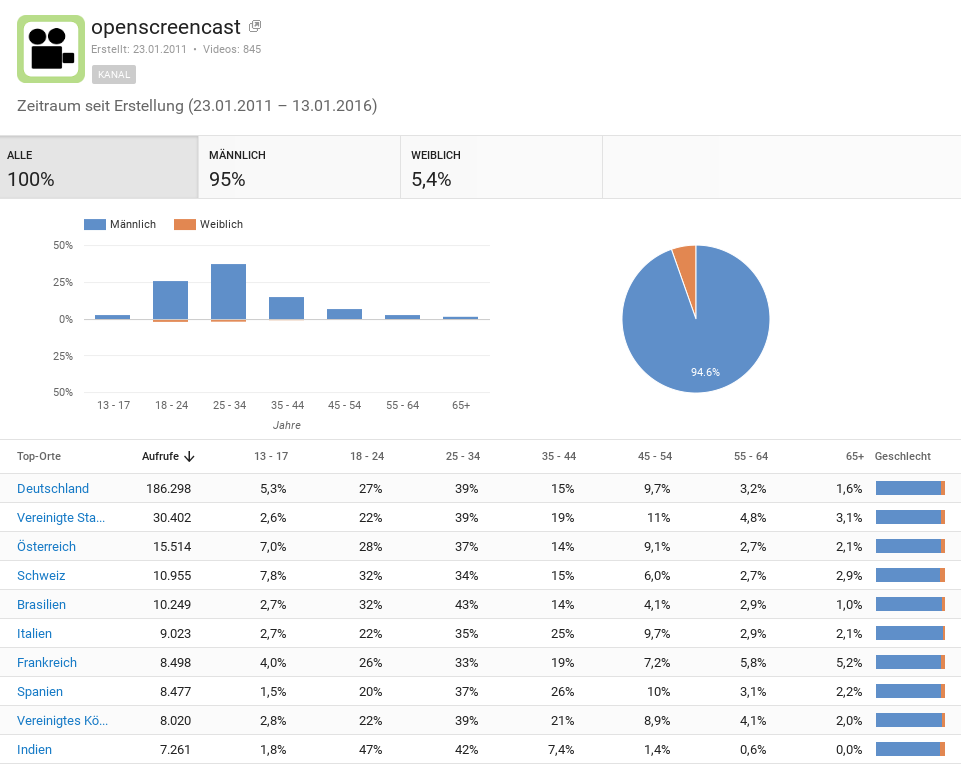 openscreencast
Erstellt: 23.01.2011 • Videos: 845
KANAL
Zeitraum seit Erstellung (23.01.2011 – 13.01.2016)
ALLE MÄNNLICH WEIBLICH
100% 95% 5,4%
Männlich Weiblich
50%
25%
0%
25%
50%
94.6%
13 - 17 18 - 24 25 - 34 35 - 44 45 - 54 55 - 64 65+
Jahre
Top-Orte Aufrufe 13 - 17 18 - 24 25 - 34 35 - 44 45 - 54 55 - 64 65+ Geschlecht
Deutschland 186.298 5,3% 27% 39% 15% 9,7% 3,2% 1,6%
Vereinigte Sta... 30.402 2,6% 22% 39% 19% 11% 4,8% 3,1%
Österreich 15.514 7,0% 28% 37% 14% 9,1% 2,7% 2,1%
Schweiz 10.955 7,8% 32% 34% 15% 6,0% 2,7% 2,9%
Brasilien 10.249 2,7% 32% 43% 14% 4,1% 2,9% 1,0%
Italien 9.023 2,7% 22% 35% 25% 9,7% 2,9% 2,1%
Frankreich 8.498 4,0% 26% 33% 19% 7,2% 5,8% 5,2%
Spanien 8.477 1,5% 20% 37% 26% 10% 3,1% 2,2%
Vereinigtes Kö... 8.020 2,8% 22% 39% 21% 8,9% 4,1% 2,0%
Indien 7.261 1,8% 47% 42% 7,4% 1,4% 0,6% 0,0%